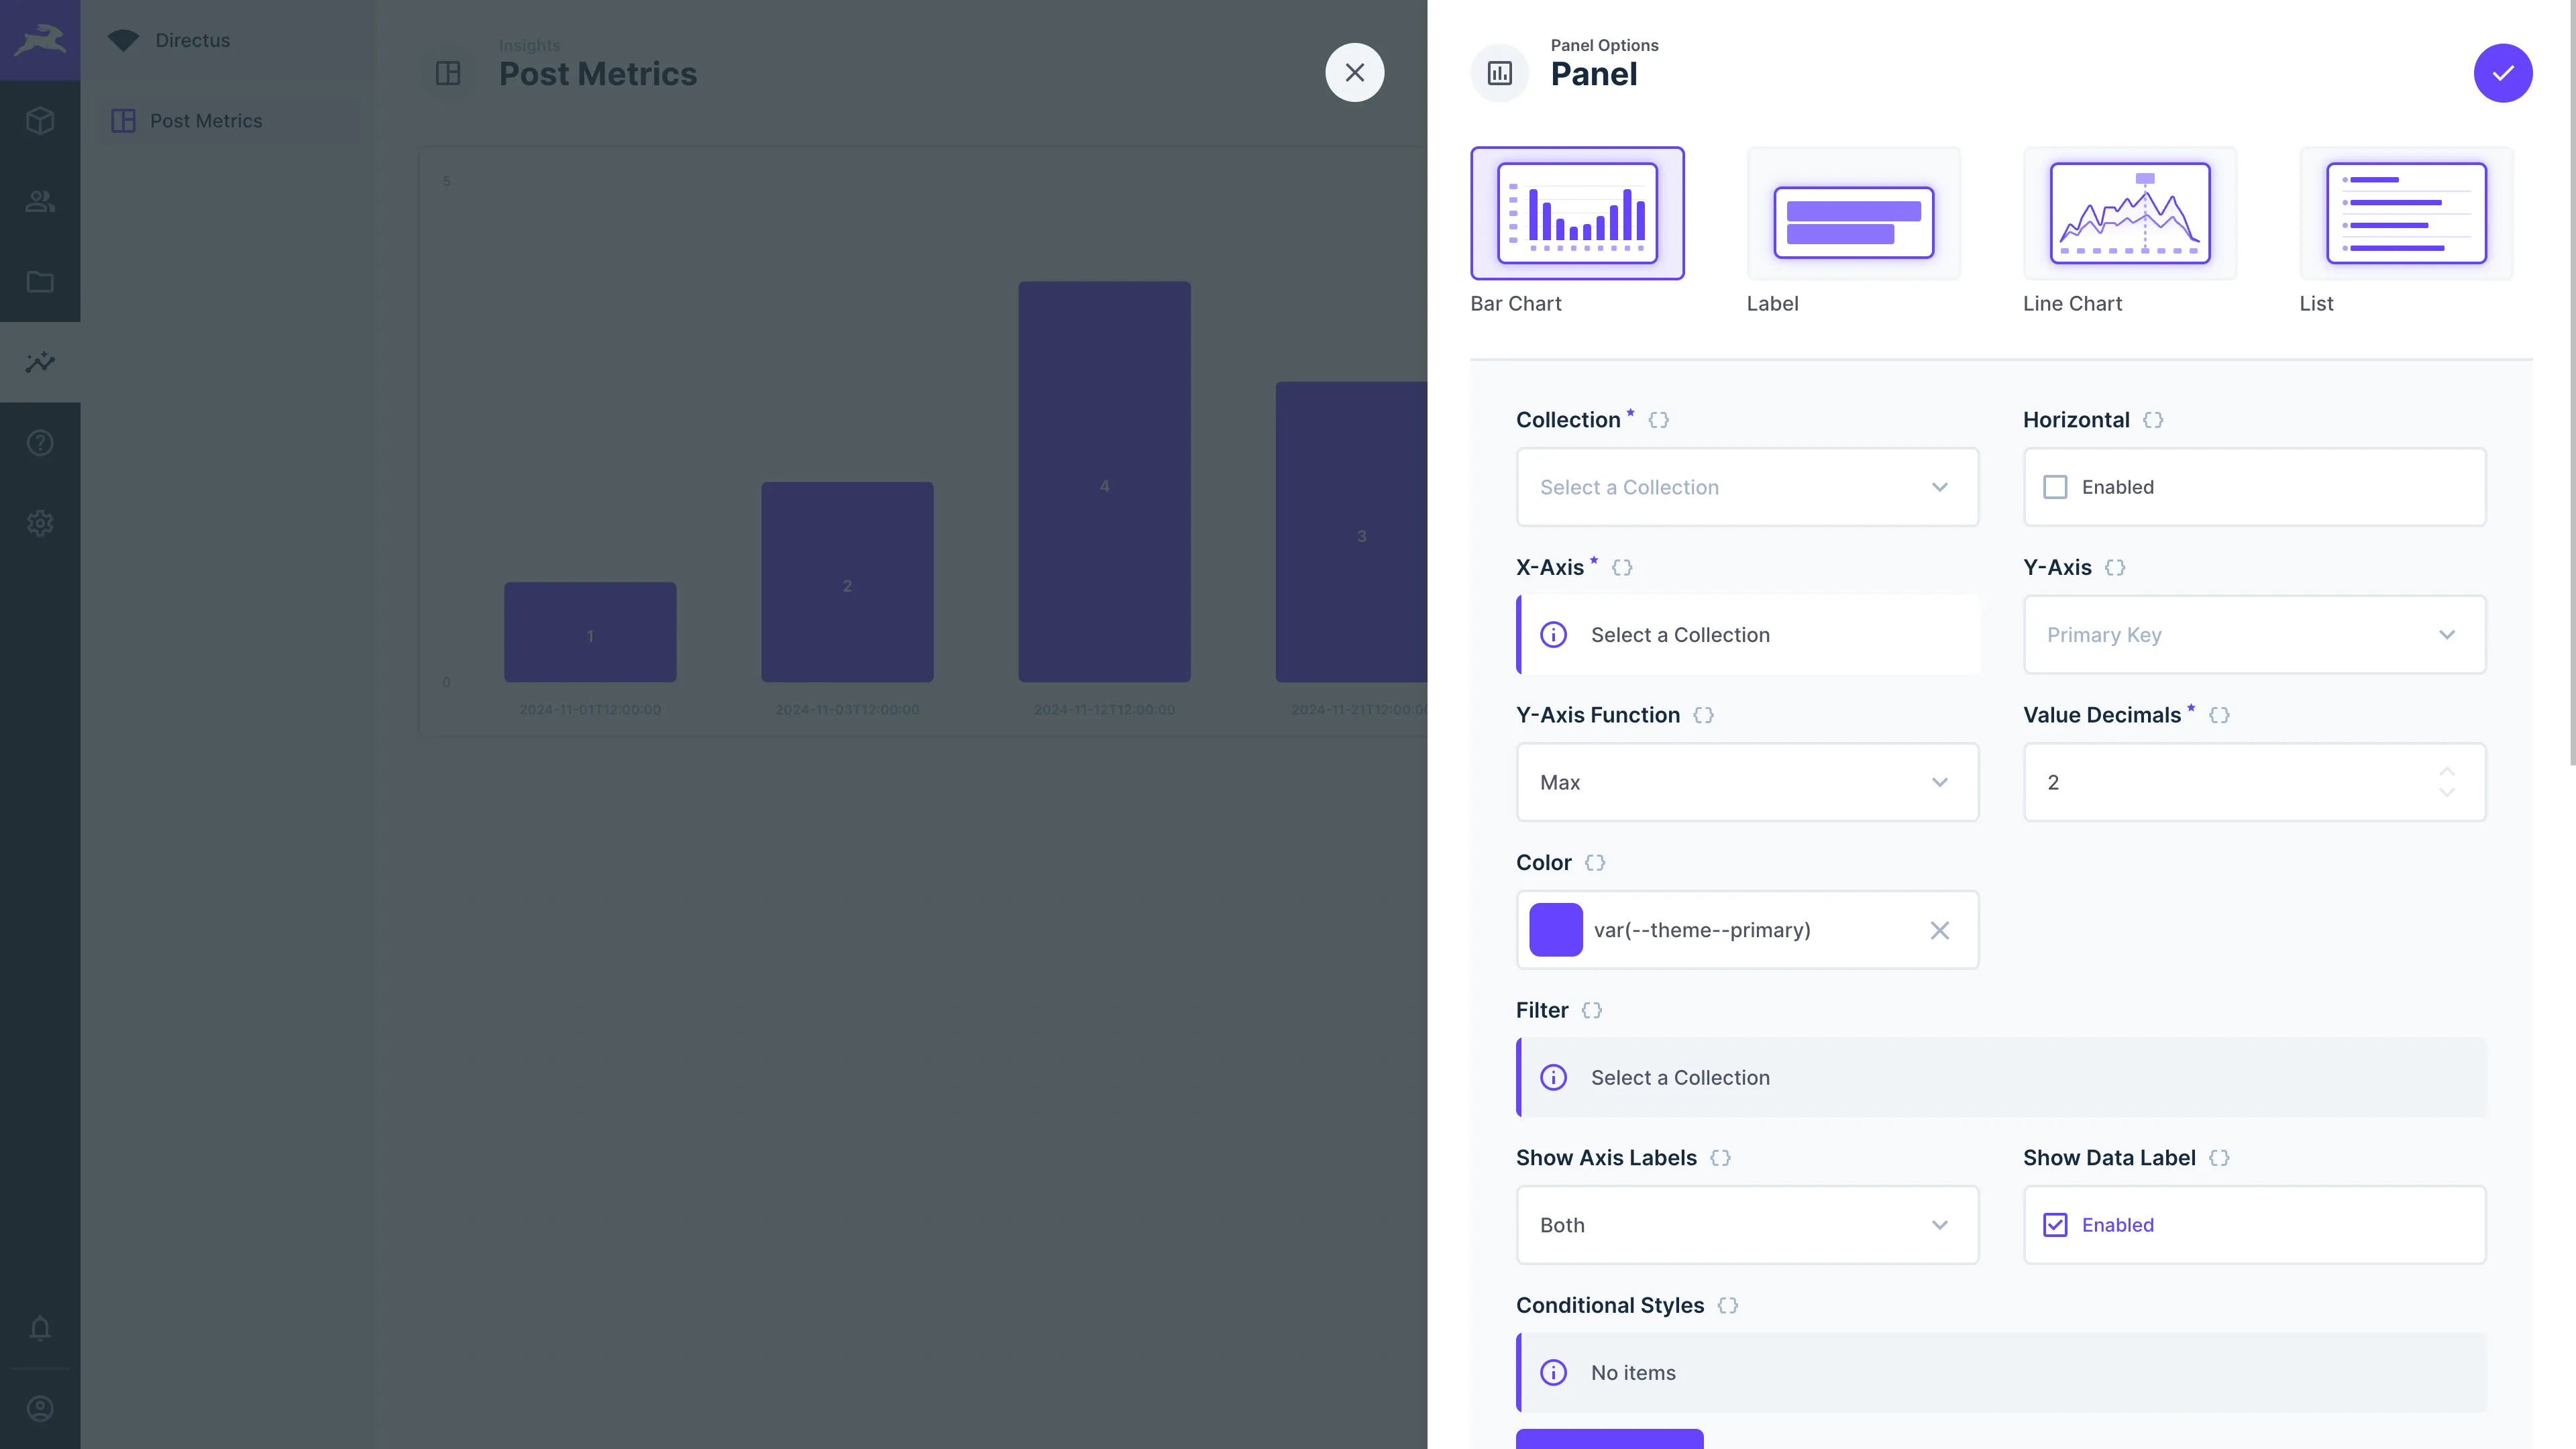 Directus
Post Metrics
Insights
Post Metrics
5
4
3
2
1
0
2024-11-01T12:00:00
2024-11-03T12:00:00
2024-11-12T12:00:00
2024-11-21T12:00:00
Panel Options
Panel
Bar Chart
Label
Line Chart
List
Collection *
Horizontal
Select a Collection
Enabled
X-Axis *
Y-Axis
Select a Collection
Primary Key
Y-Axis Function
Value Decimals *
Max
2
Color
var(--theme--primary)
Filter
Select a Collection
Show Axis Labels
Show Data Label
Both
Enabled
Conditional Styles
No items